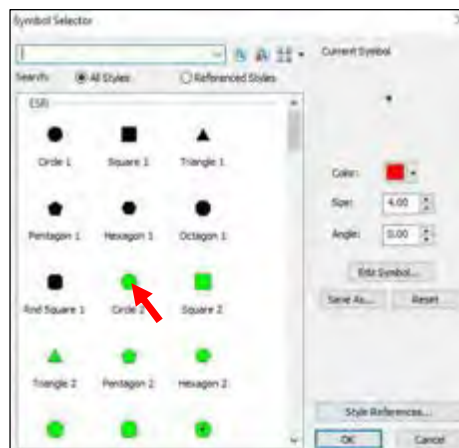 Symbol Selector
Search:
All Styles
Referenced Styles
ESRI
Circle 1
Square 1
Triangle 1
Pentagon 1
Hexagon 1
Octagon 1
Rnd Square 1
Circle 2
Square 2
Triangle 2
Pentagon 2
Hexagon 2
Current Symbol
Color:
Size:
4.00
Angle:
0.00
Edit Symbol...
Save As...
Reset
Style References...
OK
Cancel